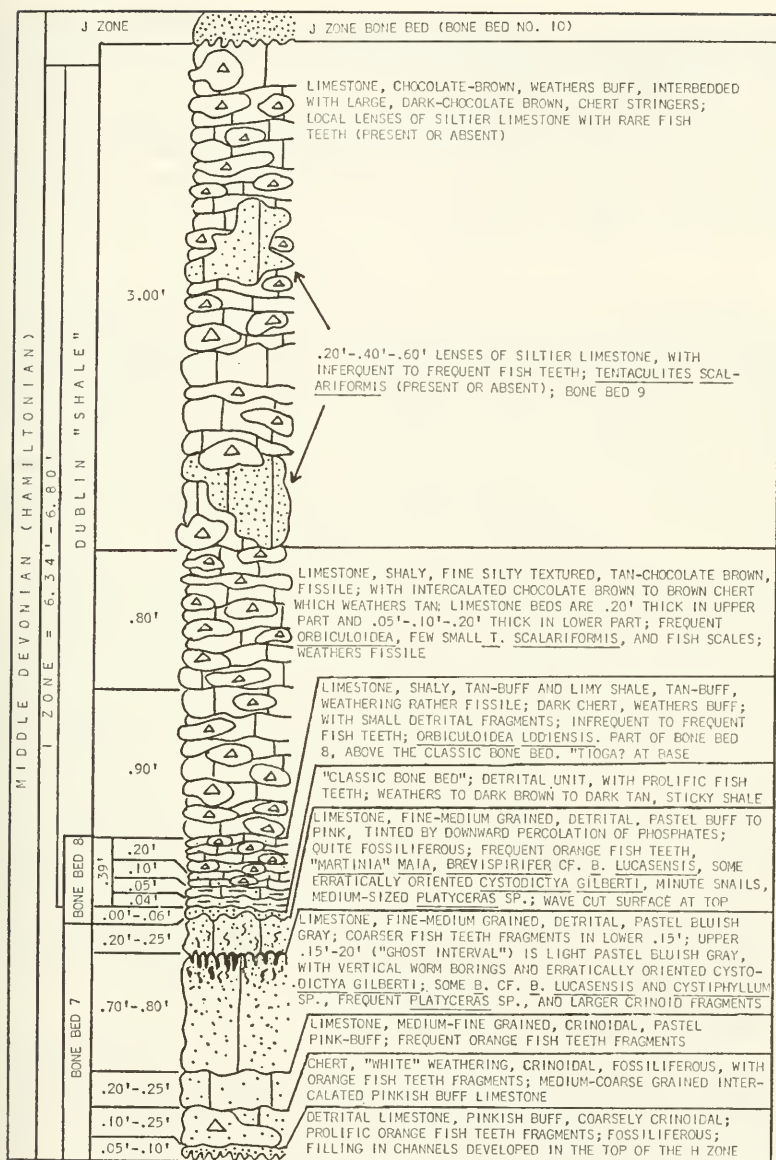 J ZONE
J ZONE BONE BED (BONE BED NO. 10)
MIDDLE DEVONIAN (HAMILTONIAN)
I ZONE = 6.34'-6.80'
DUBLIN "SHALE"
3.00'
LIMESTONE, CHOCOLATE-BROWN, WEATHERS BUFF, INTERBEDDED
WITH LARGE, DARK-CHOCOLATE BROWN, CHERT STRINGERS;
LOCAL LENSES OF SILTIER LIMESTONE WITH RARE FISH
TEETH (PRESENT OR ABSENT)
.20'-.40'-.60' LENSES OF SILTIER LIMESTONE, WITH
INFERQUENT TO FREQUENT FISH TEETH; TENTACULITES SCAL-
ARIFORMIS (PRESENT OR ABSENT); BONE BED 9
.80'
LIMESTONE, SHALY, FINE SILTY TEXTURED, TAN-CHOCOLATE BROWN,
FISSILE; WITH INTERCALATED CHOCOLATE BROWN TO BROWN CHERT
WHICH WEATHERS TAN; LIMESTONE BEDS ARE .20' THICK IN UPPER
PART AND .05'-.10'-.20' THICK IN LOWER PART; FREQUENT
ORBICULOIDEA, FEW SMALL T. SCALARIFORMIS, AND FISH SCALES;
WEATHERS FISSILE
.90'
LIMESTONE, SHALY, TAN-BUFF AND LIMY SHALE, TAN-BUFF,
WEATHERING RATHER FISSILE; DARK CHERT, WEATHERS BUFF;
WITH SMALL DETRITAL FRAGMENTS; INFREQUENT TO FREQUENT
FISH TEETH; ORBICULOIDEA LODIENSIS. PART OF BONE BED
8, ABOVE THE CLASSIC BONE BED. "TIOGA? AT BASE
BONE BED 8
.39'
.20'
.10'
.05'
.04'
.00'-.06'
"CLASSIC BONE BED"; DETRITAL UNIT, WITH PROLIFIC FISH
TEETH; WEATHERS TO DARK BROWN TO DARK TAN, STICKY SHALE
BONE BED 7
.20'-.25'
LIMESTONE, FINE-MEDIUM GRAINED, DETRITAL, PASTEL BUFF TO
PINK, TINTED BY DOWNWARD PERCOLATION OF PHOSPHATES;
QUITE FOSSILIFEROUS; FREQUENT ORANGE FISH TEETH,
"MARTINIA" MAIA, BREVISPIRIFER CF. B. LUCASENSIS, SOME
ERRATICALLY ORIENTED CYSTODICTYA GILBERTI, MINUTE SNAILS,
MEDIUM-SIZED PLATYCERAS SP.; WAVE CUT SURFACE AT TOP
.70'-.80'
LIMESTONE, FINE-MEDIUM GRAINED, DETRITAL, PASTEL BLUISH
GRAY; COARSER FISH TEETH FRAGMENTS IN LOWER .15'; UPPER
.15'-20' ("GHOST INTERVAL") IS LIGHT PASTEL BLUISH GRAY,
WITH VERTICAL WORM BORINGS AND ERRATICALLY ORIENTED CYSTO-
DICTYA GILBERTI; SOME B. CF. B. LUCASENSIS AND CYSTIPHYLLUM
SP., FREQUENT PLATYCERAS SP., AND LARGER CRINOID FRAGMENTS
.20'-.25'
LIMESTONE, MEDIUM-FINE GRAINED, CRINOIDAL, PASTEL
PINK-BUFF; FREQUENT ORANGE FISH TEETH FRAGMENTS
.10'-.25'
CHERT, "WHITE" WEATHERING, CRINOIDAL, FOSSILIFEROUS, WITH
ORANGE FISH TEETH FRAGMENTS; MEDIUM-COARSE GRAINED INTER-
CALATED PINKISH BUFF LIMESTONE
.05'-.10'
DETRITAL LIMESTONE, PINKISH BUFF, COARSELY CRINOIDAL;
PROLIFIC ORANGE FISH TEETH FRAGMENTS; FOSSILIFEROUS;
FILLING IN CHANNELS DEVELOPED IN THE TOP OF THE H ZONE